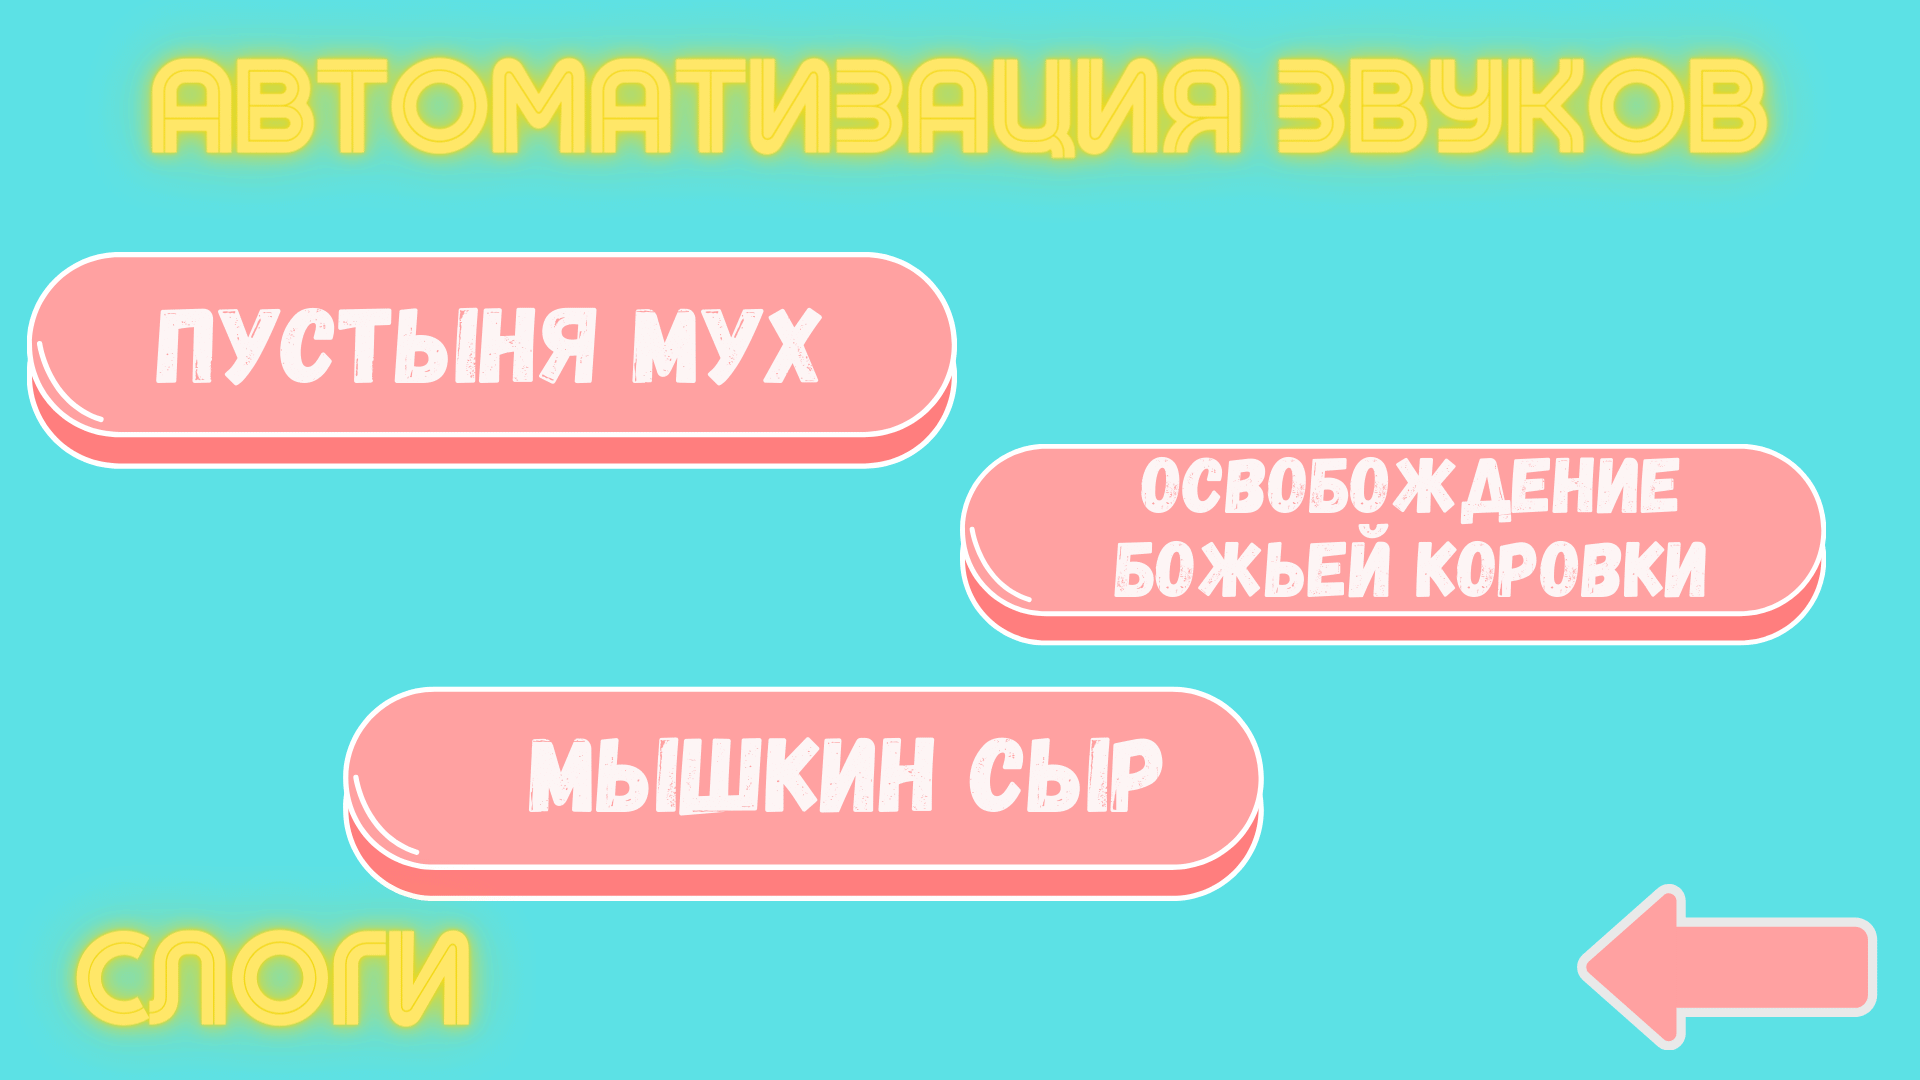 АВТОМАТИЗАЦИЯ ЗВУКОВ
ПУСТЫНЯ МУХ
ОСВОБОЖДЕНИЕ
БОЖЬЕЙ КОРОВКИ
МЫШКИН СЫР
СЛОГИ